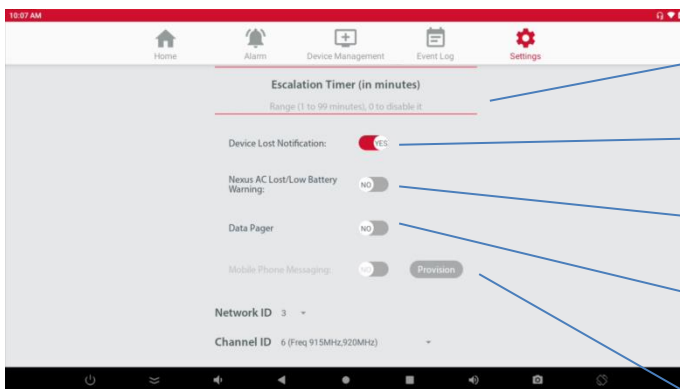 10:07 AM
Home
Alarm
Device Management
Event Log
Settings
Escalation Timer (in minutes)
Range (1 to 99 minutes), 0 to disable it
Device Lost Notification: YES
Nexus AC Lost/Low Battery
Warning: NO
Data Pager NO
Mobile Phone Messaging: NO Provision
Network ID 3
Channel ID 6 (Freq 915MHz,920MHz)